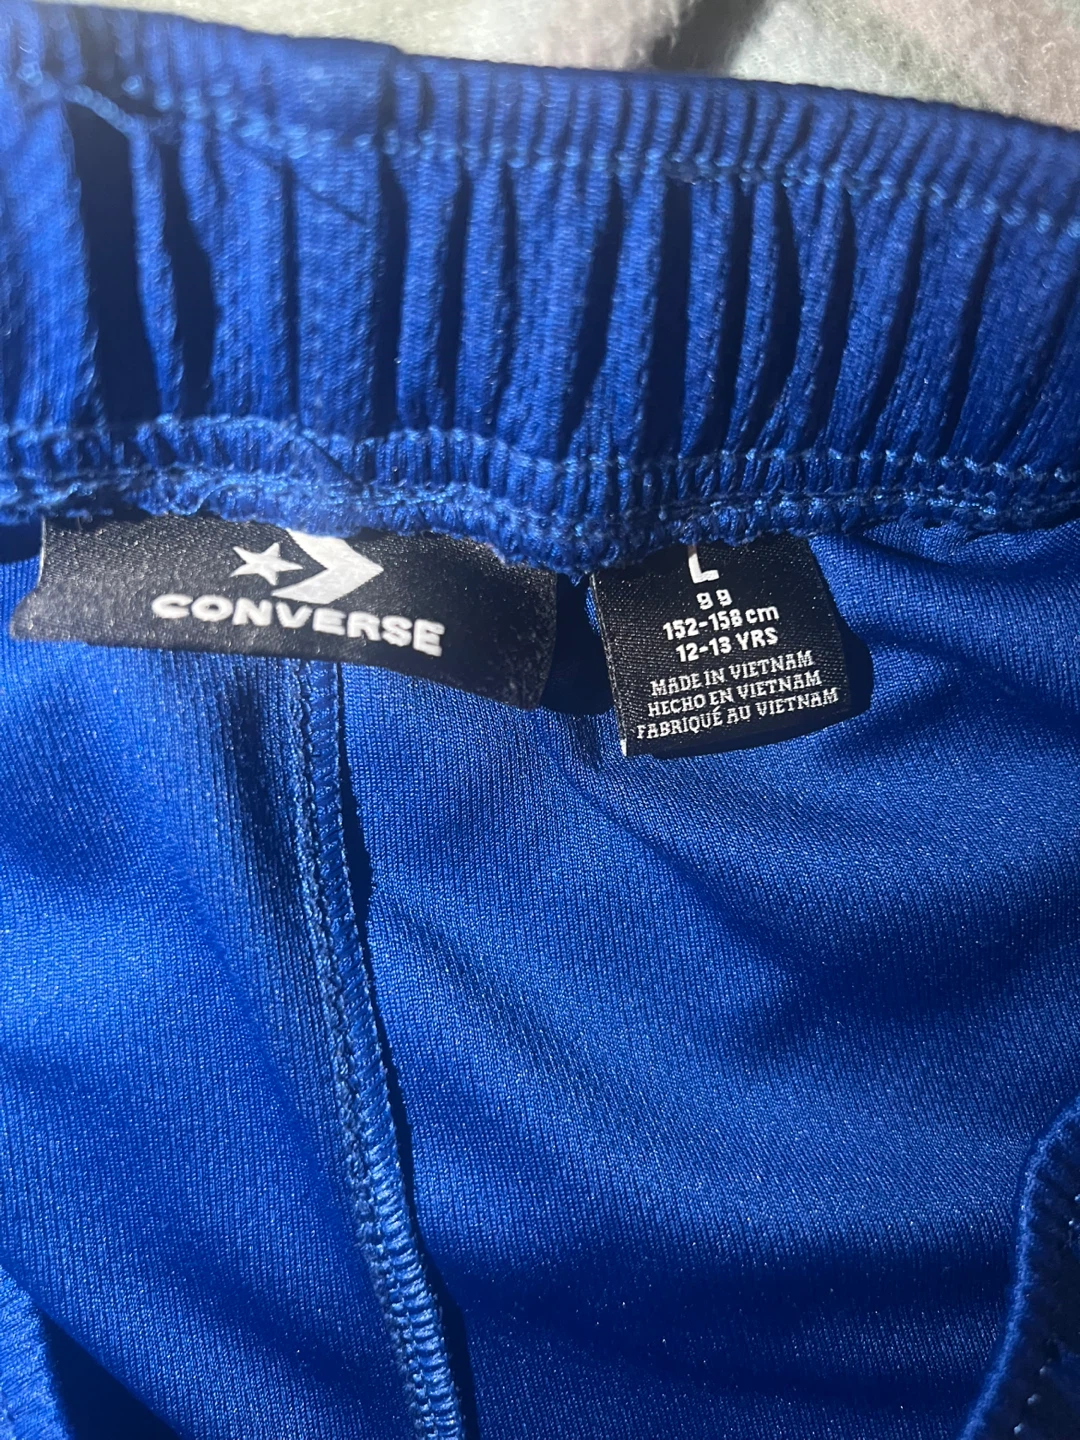 CONVERSE
L
g g
152-158 cm
12-13 YRS
MADE IN VIETNAM
HECHO EN VIETNAM
FABRIQUÉ AU VIETNAM